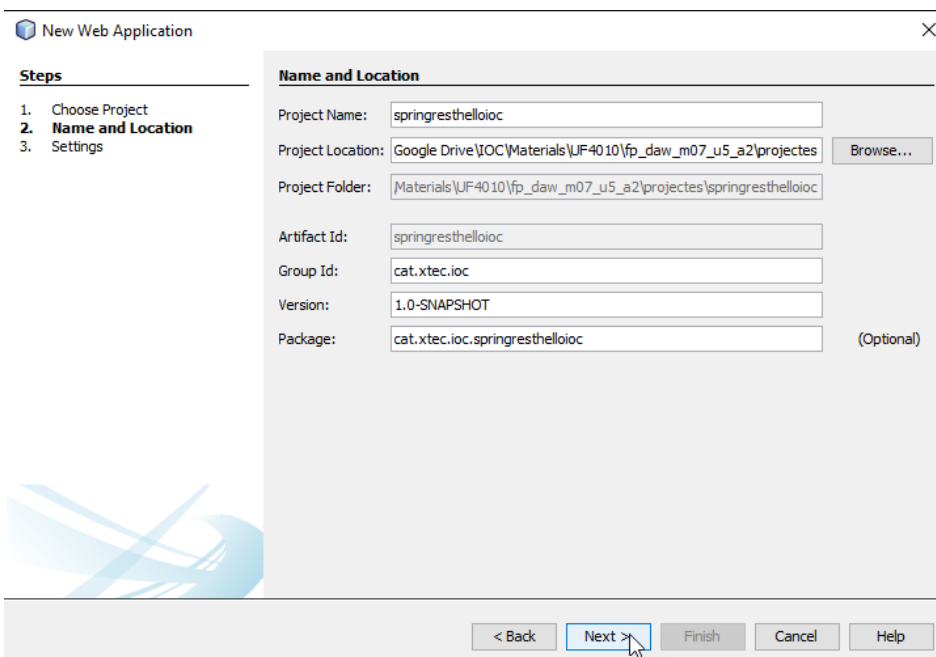 New Web Application
Steps
1. Choose Project
2. Name and Location
3. Settings
Name and Location
Project Name: springresthelloioc
Project Location: Google Drive\IOC\Materials\UF4010\fp_daw_m07_u5_a2\projectes Browse...
Project Folder: Materials\UF4010\fp_daw_m07_u5_a2\projectes\springresthelloioc
Artifact Id: springresthelloioc
Group Id: cat.xtec.ioc
Version: 1.0-SNAPSHOT
Package: cat.xtec.ioc.springresthelloioc (Optional)
< Back Next > Finish Cancel Help